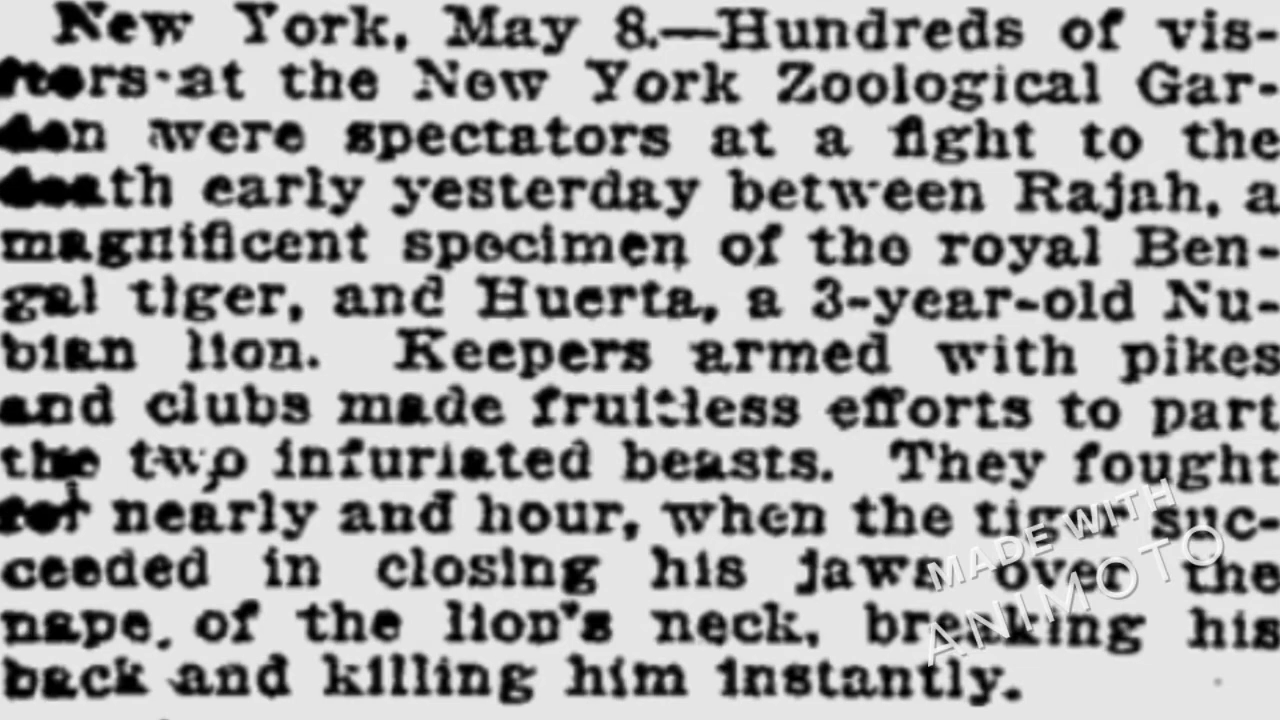 New York, May 8.—Hundreds of vis-
itors at the New York Zoological Gar-
den were spectators at a fight to the
death early yesterday between Rajah, a
magnificent specimen of the royal Ben-
gal tiger, and Huerta, a 3-year-old Nu-
bian lion. Keepers armed with pikes
and clubs made fruitless efforts to part
the two infuriated beasts. They fought
for nearly and hour, when the tiger suc-
ceeded in closing his jaws over the
nape of the lion's neck, breaking his
back and killing him instantly.
MADE WITH
ANIMOTO